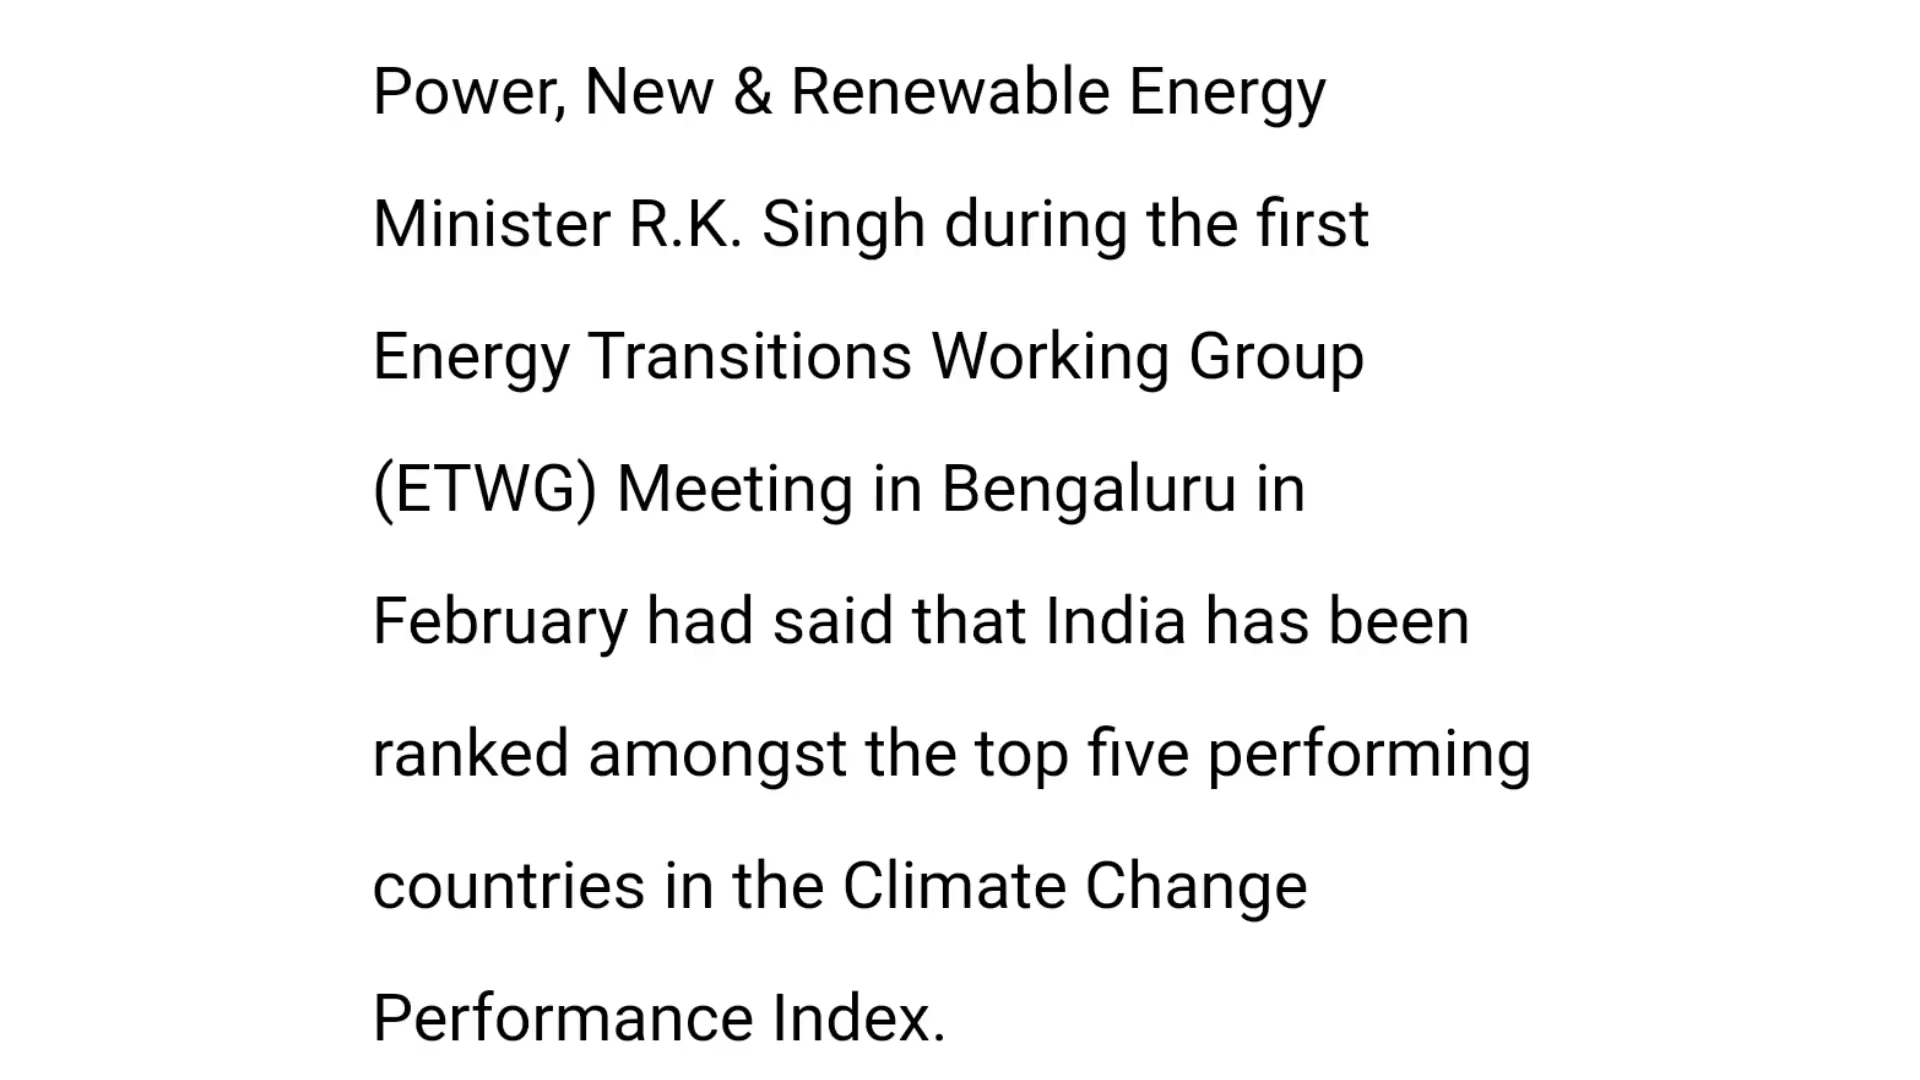 Power, New & Renewable Energy
Minister R.K. Singh during the first
Energy Transitions Working Group
(ETWG) Meeting in Bengaluru in
February had said that India has been
ranked amongst the top five performing
countries in the Climate Change
Performance Index.